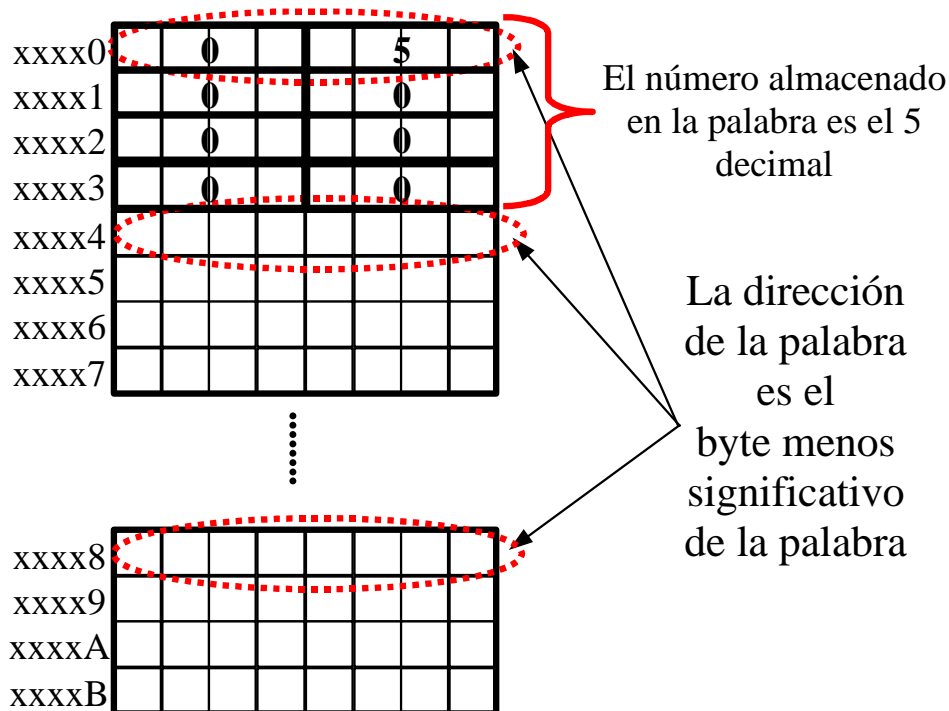 xxxx0 0 5
xxxx1 0 0
xxxx2 0 0
xxxx3 0 0
xxxx4
xxxx5
xxxx6
xxxx7
El número almacenado
en la palabra es el 5
decimal
La dirección
de la palabra
es el
byte menos
significativo
de la palabra
xxxx8
xxxx9
xxxxA
xxxxB